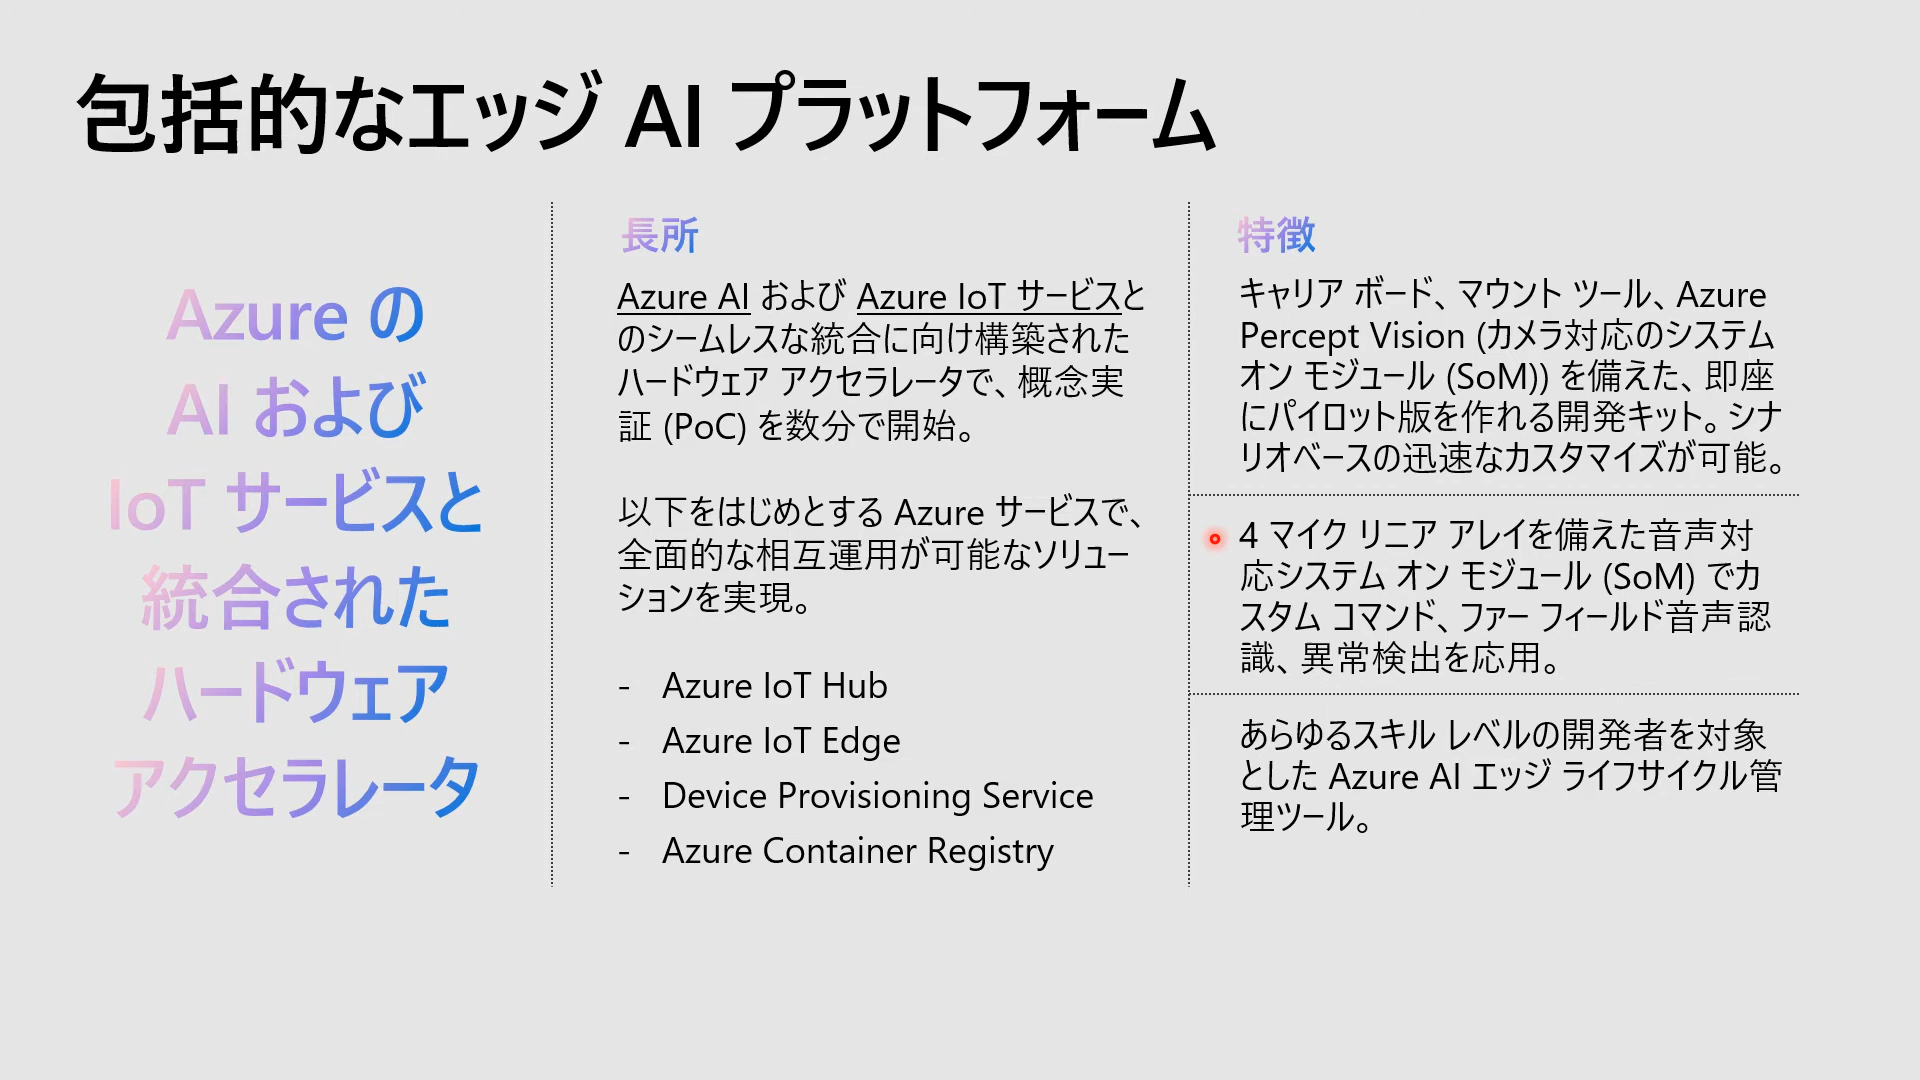 包括的なエッジ AI プラットフォーム
Azure の
AI および
IoT サービスと
統合された
ハードウェア
アクセラレータ
長所
Azure AI および Azure IoT サービスと
のシームレスな統合に向け構築された
ハードウェア アクセラレータで、概念実
証 (PoC) を数分で開始。
以下をはじめとする Azure サービスで、
全面的な相互運用が可能なソリュー
ションを実現。
- Azure IoT Hub
- Azure IoT Edge
- Device Provisioning Service
- Azure Container Registry
特徴
キャリア ボード、マウント ツール、Azure
Percept Vision (カメラ対応のシステム
オン モジュール (SoM)) を備えた、即座
にパイロット版を作れる開発キット。シナ
リオベースの迅速なカスタマイズが可能。
4 マイク リニア アレイを備えた音声対
応システム オン モジュール (SoM) でカ
スタム コマンド、ファー フィールド音声認
識、異常検出を応用。
あらゆるスキル レベルの開発者を対象
とした Azure AI エッジ ライフサイクル管
理ツール。